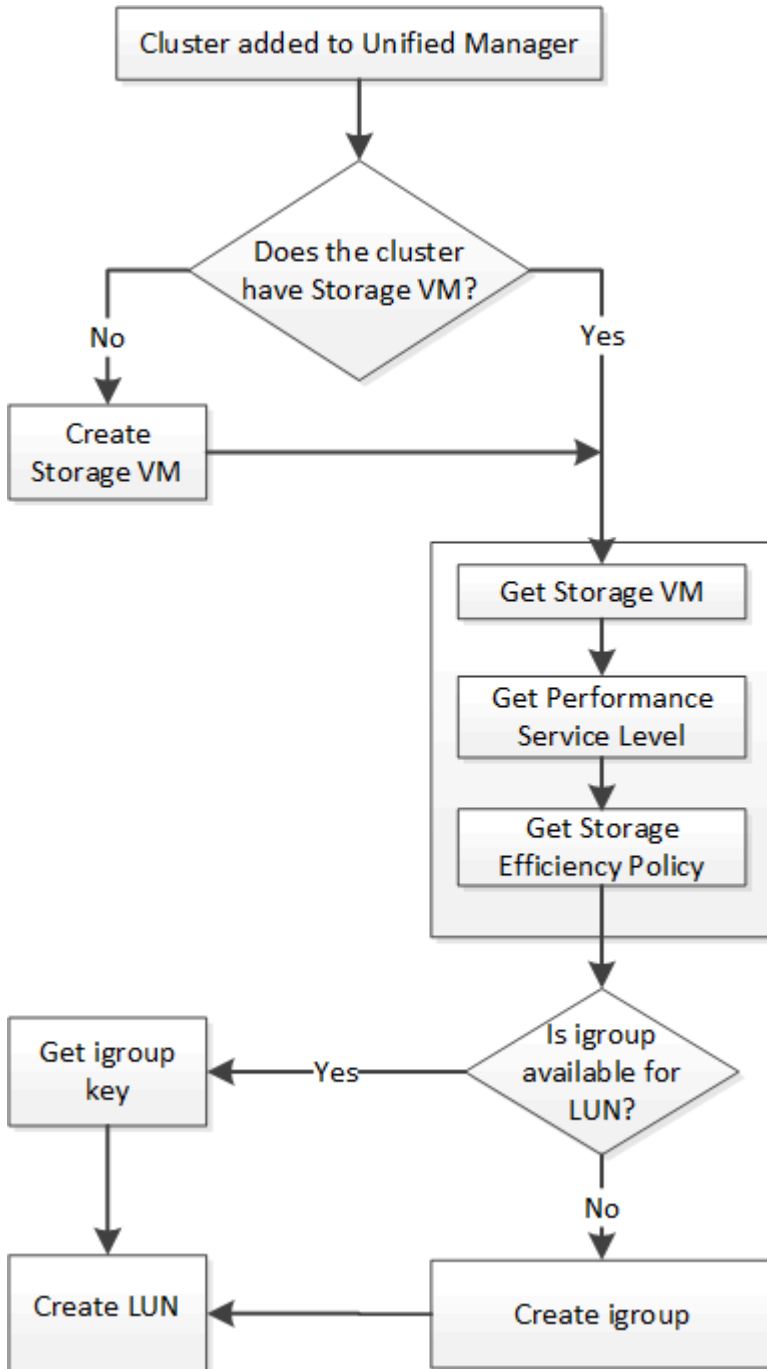 Cluster added to Unified Manager
Does the cluster
have Storage VM?
No
Yes
Create
Storage VM
Get Storage VM
Get Performance
Service Level
Get Storage
Efficiency Policy
Is igroup
available for
LUN?
Yes
Get igroup
key
No
Create LUN
Create igroup